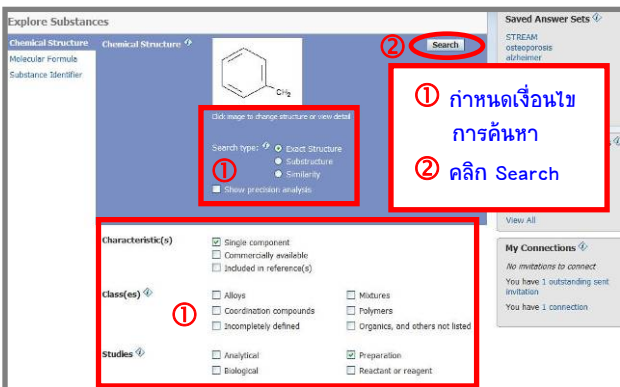 Explore Substances
Chemical Structure
Molecular Formula
Substance Identifier
Chemical Structure
CH₂
Click image to change structure or view detail
Search type:
Exact Structure
Substructure
Similarity
Show precision analysis
①
② Search
① กำหนดเงื่อนไข
การค้นหา
② คลิก Search
Characteristic(s)
Single component
Commercially available
Included in reference(s)
Class(es)
①
Alloys
Mixtures
Coordination compounds
Polymers
Incompletely defined
Organics, and others not listed
Studies
Analytical
Preparation
Biological
Reactant or reagent
Saved Answer Sets
STREAM
osteoporosis
alzheimer
View All
My Connections
No invitations to connect
You have 1 outstanding sent
invitation
You have 1 connection